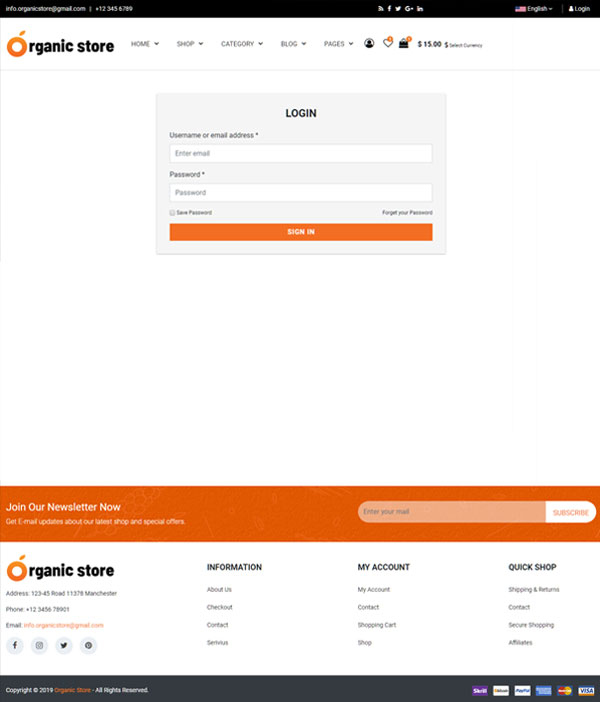 info.organicstore@gmail.com | +12 345 6789
English
Login
rganic store
HOME SHOP CATEGORY BLOG PAGES
$ 15.00 $ Select Currency
LOGIN
Username or email address *
Enter email
Password *
Password
Save Password
Forget your Password
SIGN IN
Join Our Newsletter Now
Get E-mail updates about our latest shop and special offers.
Enter your mail
SUBSCRIBE
rganic store
Address: 123-45 Road 11378 Manchester
Phone: +12 3456 78901
Email: info.organicstore@gmail.com
INFORMATION
About Us
Checkout
Contact
Serivius
MY ACCOUNT
My Account
Contact
Shopping Cart
Shop
QUICK SHOP
Shipping & Returns
Contact
Secure Shopping
Affiliates
Copyright © 2019 Organic Store - All Rights Reserved.
Skrill
PayPal
VISA